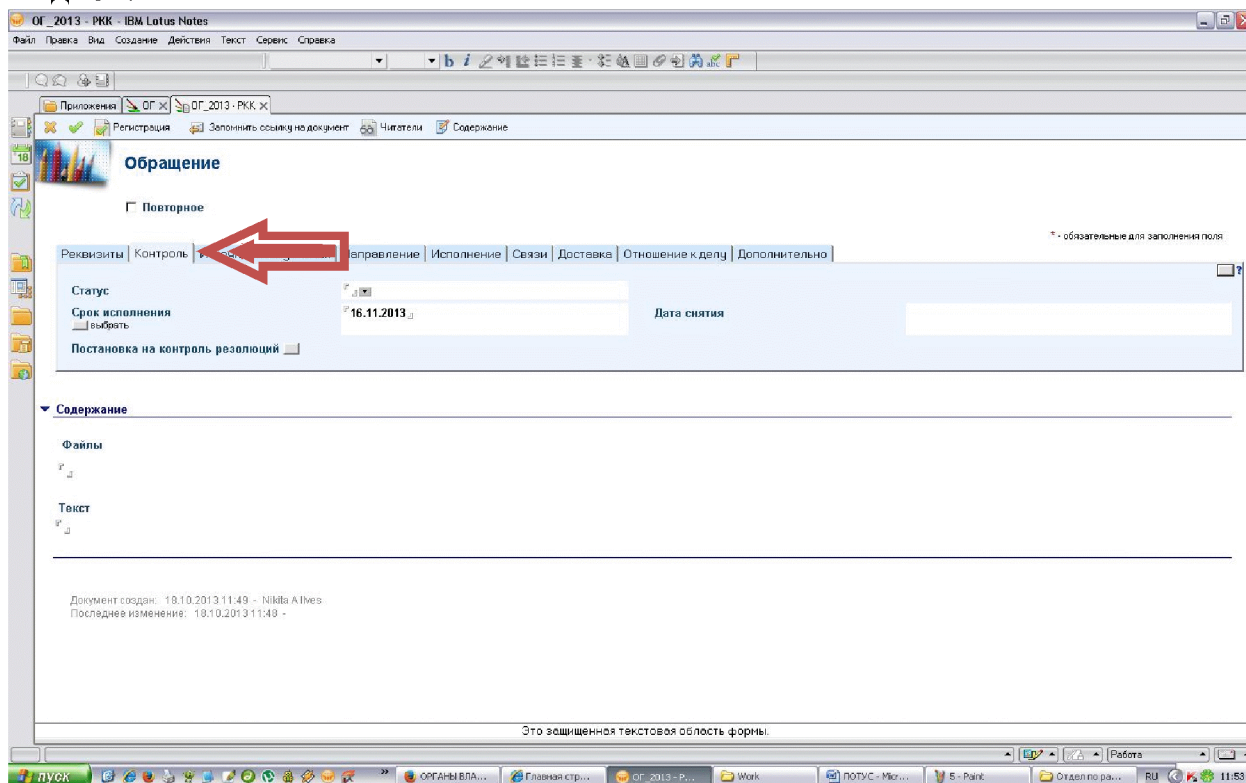 ОГ_2013 - РКК - IBM Lotus Notes
Файл Правка Вид Создание Действия Текст Сервис Справка
Приложения ОГ ОГ_2013 - РКК
Регистрация Запомнить ссылку на документ Читатели Содержание
18
Обращение
Повторное
* - обязательные для заполнения поля
Реквизиты Контроль Направление Исполнение Связи Доставка Отношение к делу Дополнительно
Статус
Срок исполнения 16.11.2013 Дата снятия
выбрать
Постановка на контроль резолюций
Содержание
Файлы
Текст
Документ создан: 18.10.2013 11:49 - Nikita A Ilves
Последнее изменение: 18.10.2013 11:48 -
Это защищенная текстовая область формы.
Работа
пуск ОРГАНЫ ВЛА... Главная стр... ОГ_2013 - Р... Work ПОТУС - Micr... 5 - Paint Отдел по ра... RU 11:53